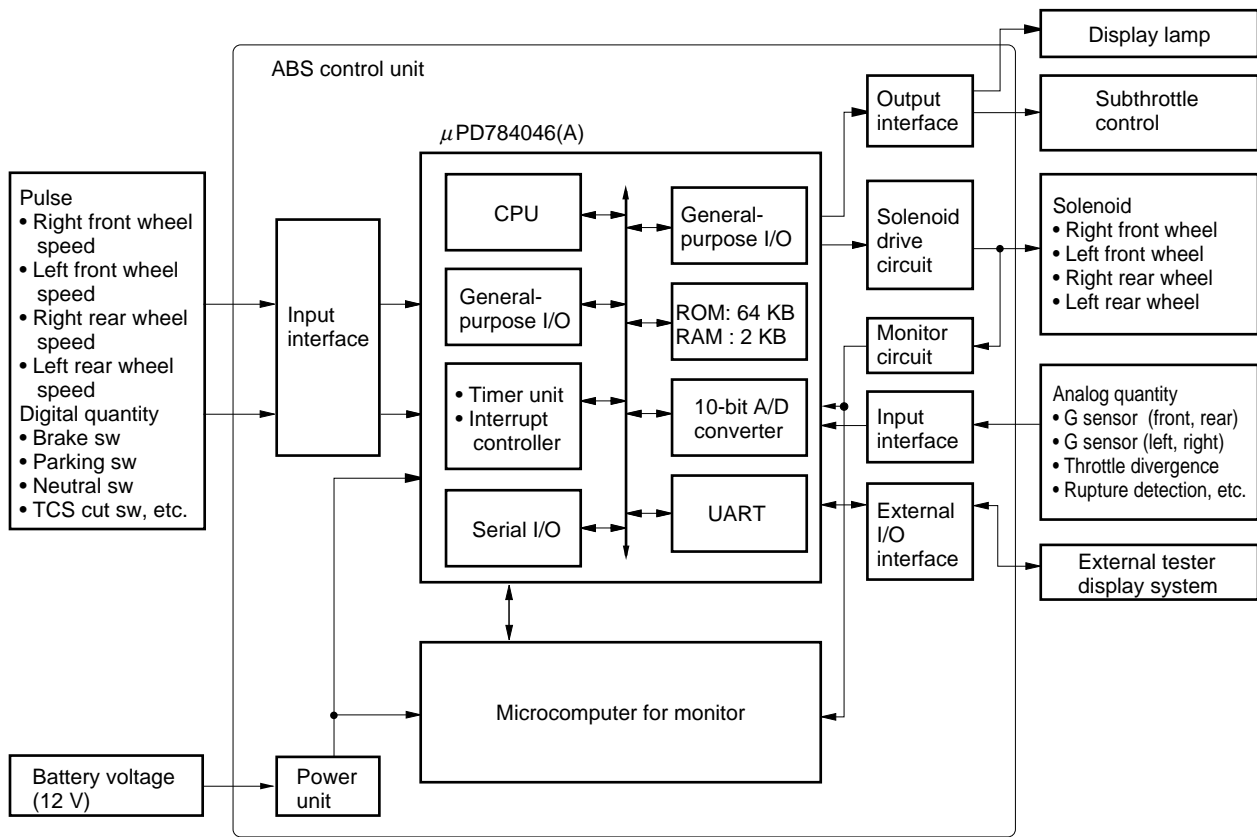 ABS control unit
μPD784046(A)
Pulse
• Right front wheel
speed
• Left front wheel
speed
• Right rear wheel
speed
• Left rear wheel
speed
Digital quantity
• Brake sw
• Parking sw
• Neutral sw
• TCS cut sw, etc.
Input
interface
CPU
General-
purpose I/O
• Timer unit
• Interrupt
controller
Serial I/O
General-
purpose I/O
ROM: 64 KB
RAM : 2 KB
10-bit A/D
converter
UART
Output
interface
Solenoid
drive
circuit
Monitor
circuit
Input
interface
External
I/O
interface
Display lamp
Subthrottle
control
Solenoid
• Right front wheel
• Left front wheel
• Right rear wheel
• Left rear wheel
Analog quantity
• G sensor (front, rear)
• G sensor (left, right)
• Throttle divergence
• Rupture detection, etc.
External tester
display system
Microcomputer for monitor
Battery voltage
(12 V)
Power
unit